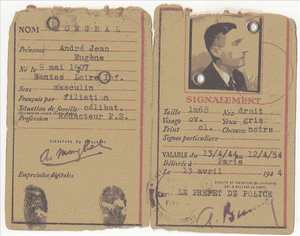 NOM MONGHAL
Prénoms André Jean
Eugène
Né le 9 mai 1907
Nantes Loire Inf.
Sexe masculin
Français par filiation
Situation de famille célibat.
Profession Rédacteur P.S.
Empreintes digitales
SIGNALEMENT
Taille 1m68 Nez droit
Visage ov. Yeux gris
Teint cl. Cheveux noirs
Signes particuliers
VALABLE du 13/4/44 au 12/4/54
Délivrée à Paris
le 13 avril 1944
LE PREFET DE POLICE